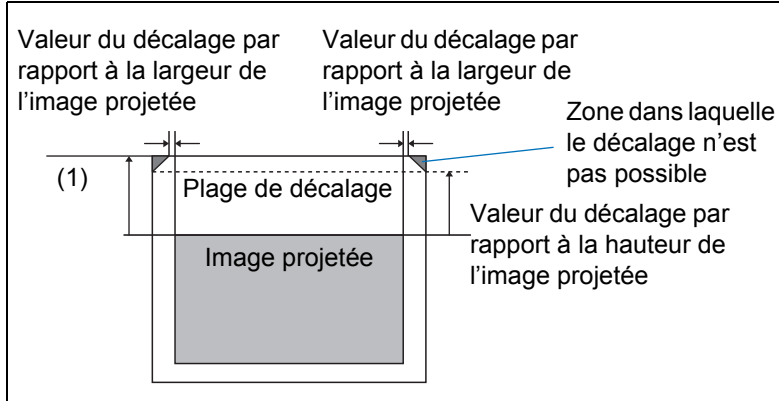 Valeur du décalage par
rapport à la largeur de
l’image projetée
Valeur du décalage par
rapport à la largeur de
l’image projetée
Zone dans laquelle
le décalage n’est
pas possible
(1)
Plage de décalage
Valeur du décalage par
rapport à la hauteur de
l’image projetée
Image projetée